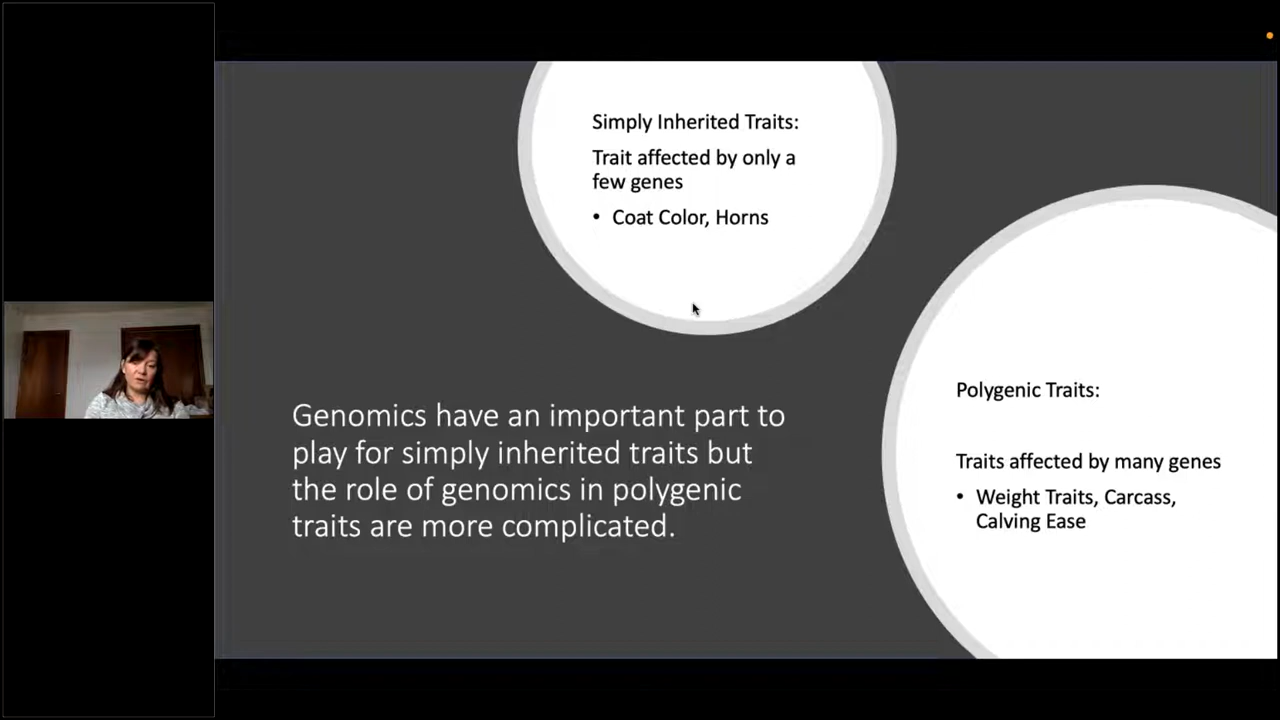 Simply Inherited Traits:
Trait affected by only a
few genes
• Coat Color, Horns
Genomics have an important part to
play for simply inherited traits but
the role of genomics in polygenic
traits are more complicated.
Polygenic Traits:
Traits affected by many genes
• Weight Traits, Carcass,
Calving Ease